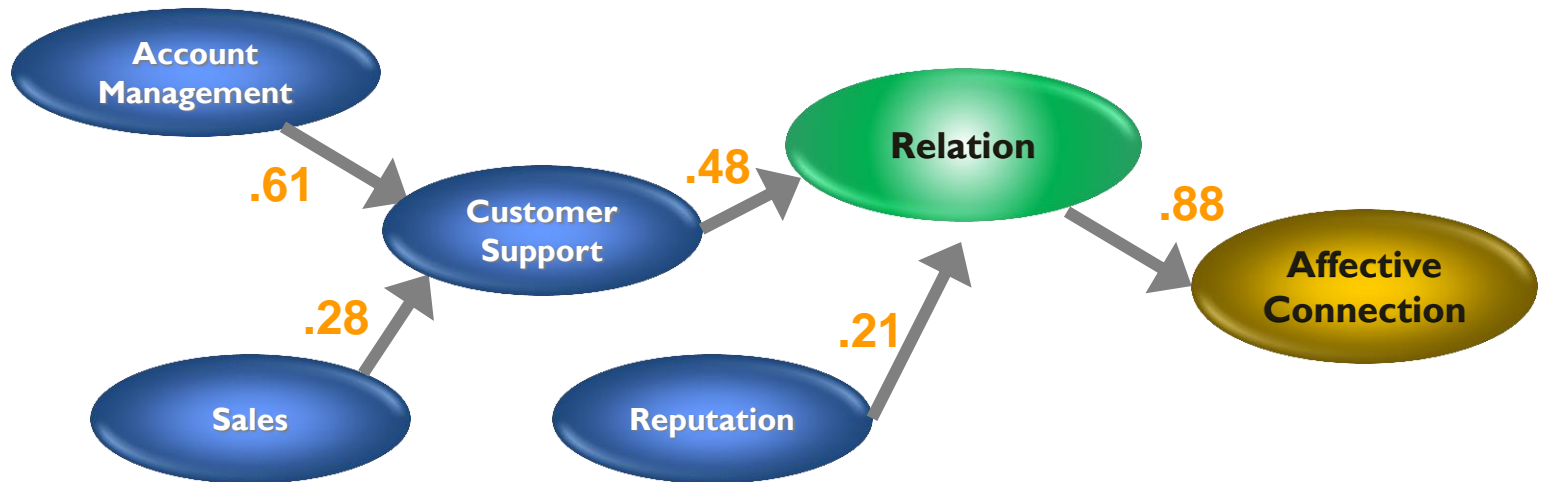 Account
Management
.61
Customer
Support
.48
Relation
.88
Affective
Connection
.28
Sales
.21
Reputation